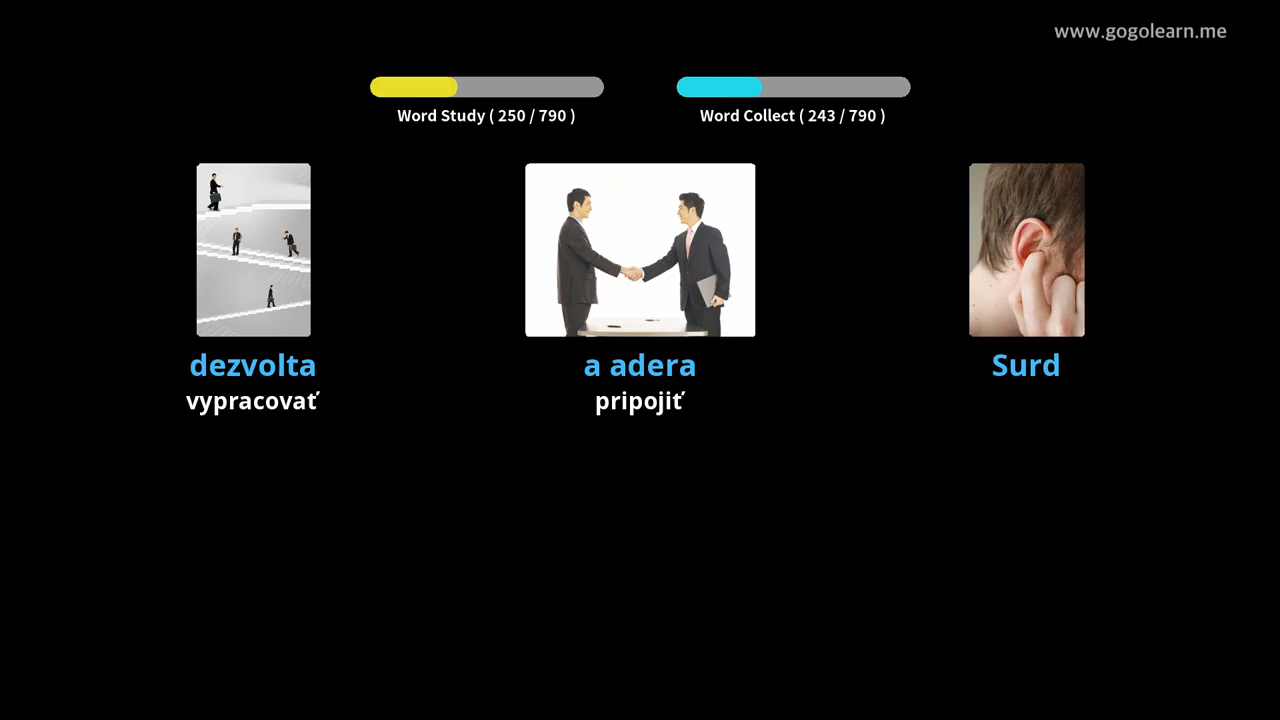 www.gogolearn.me
Word Study ( 250 / 790 )
Word Collect ( 243 / 790 )
dezvolta
vypracovať
a adera
pripojiť
Surd